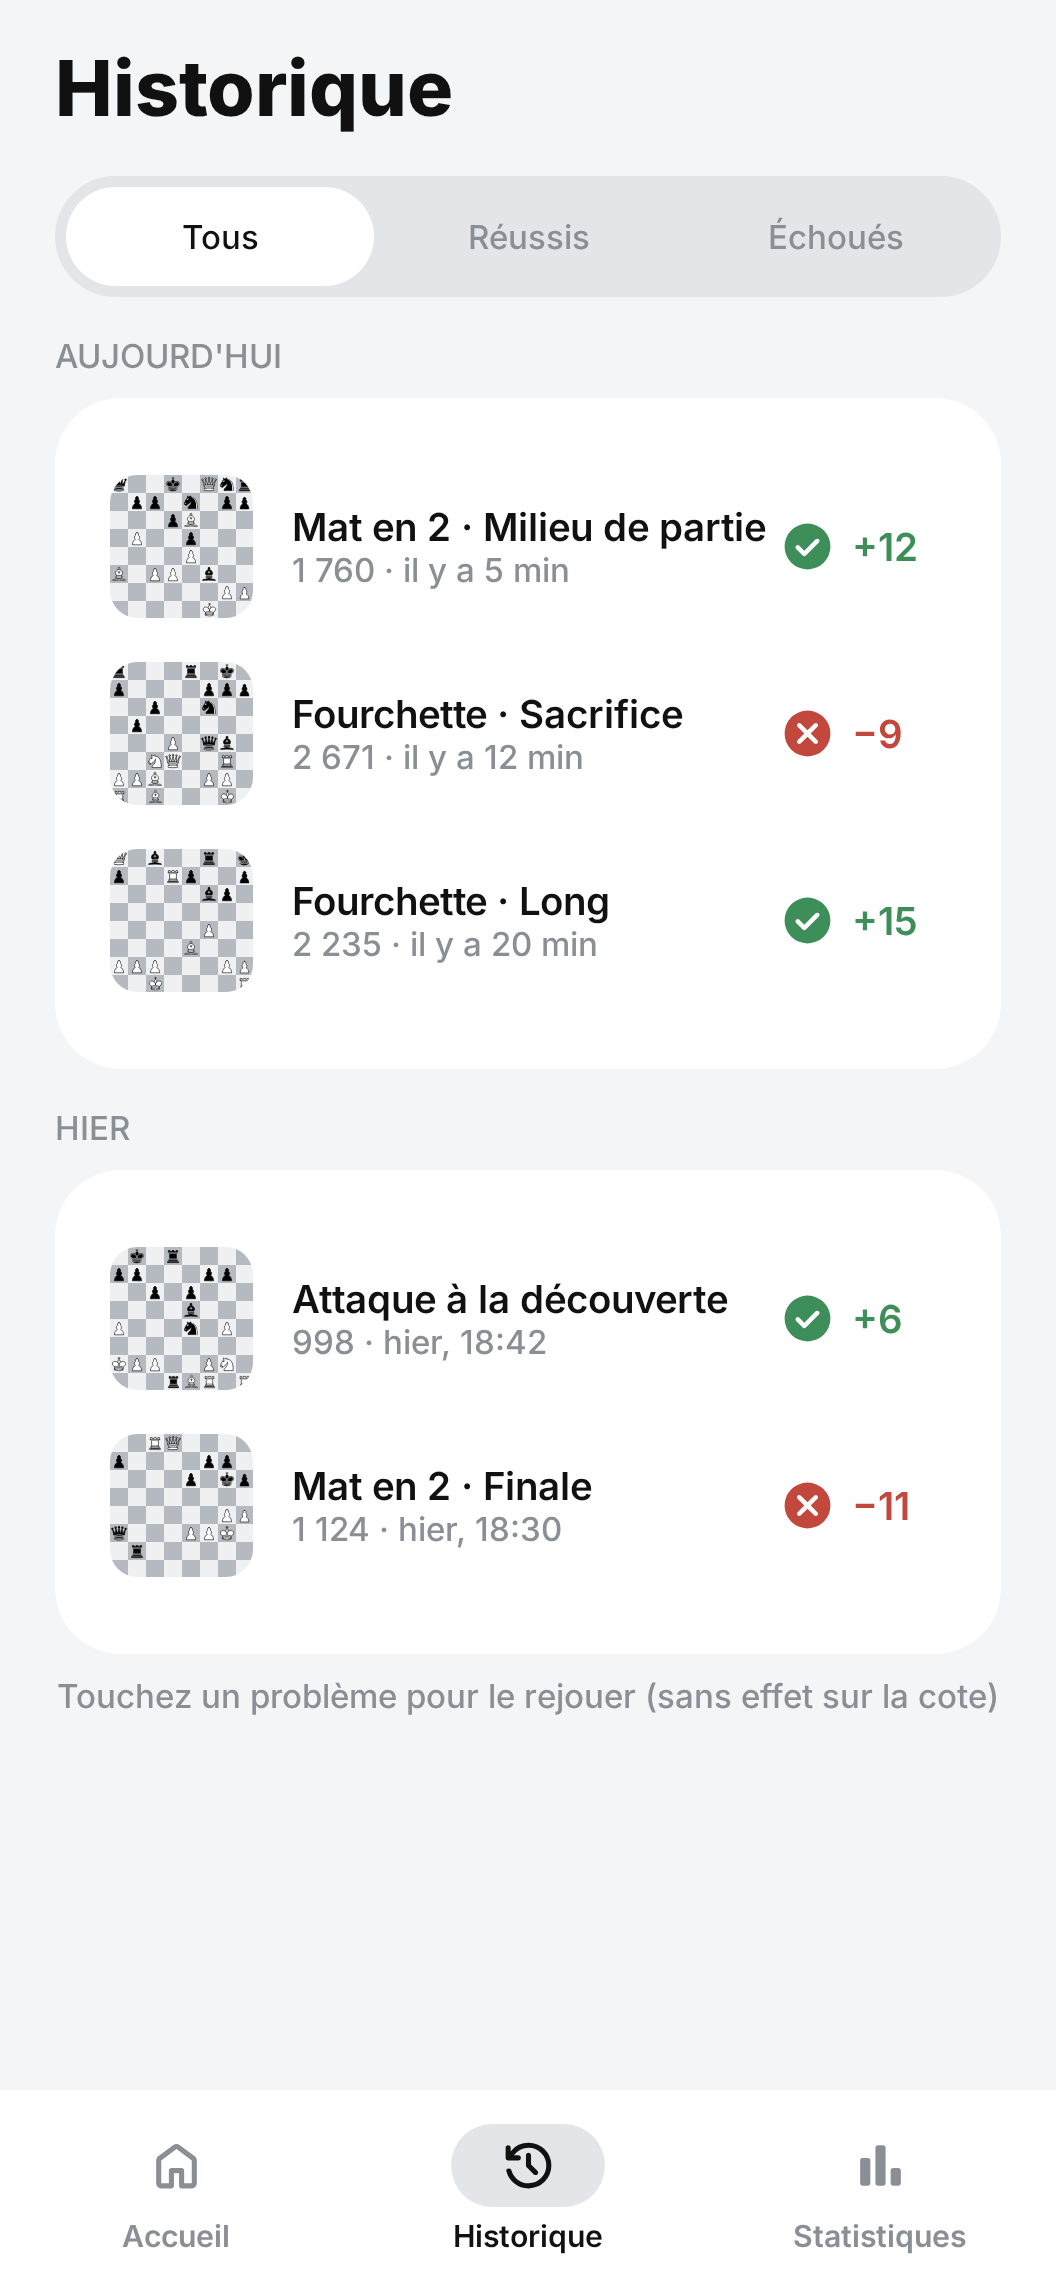 Historique
Tous
Réussis
Échoués
AUJOURD'HUI
Mat en 2 · Milieu de partie
1 760 · il y a 5 min
+12
Fourchette · Sacrifice
2 671 · il y a 12 min
−9
Fourchette · Long
2 235 · il y a 20 min
+15
HIER
Attaque à la découverte
998 · hier, 18:42
+6
Mat en 2 · Finale
1 124 · hier, 18:30
−11
Touchez un problème pour le rejouer (sans effet sur la cote)
Accueil
Historique
Statistiques